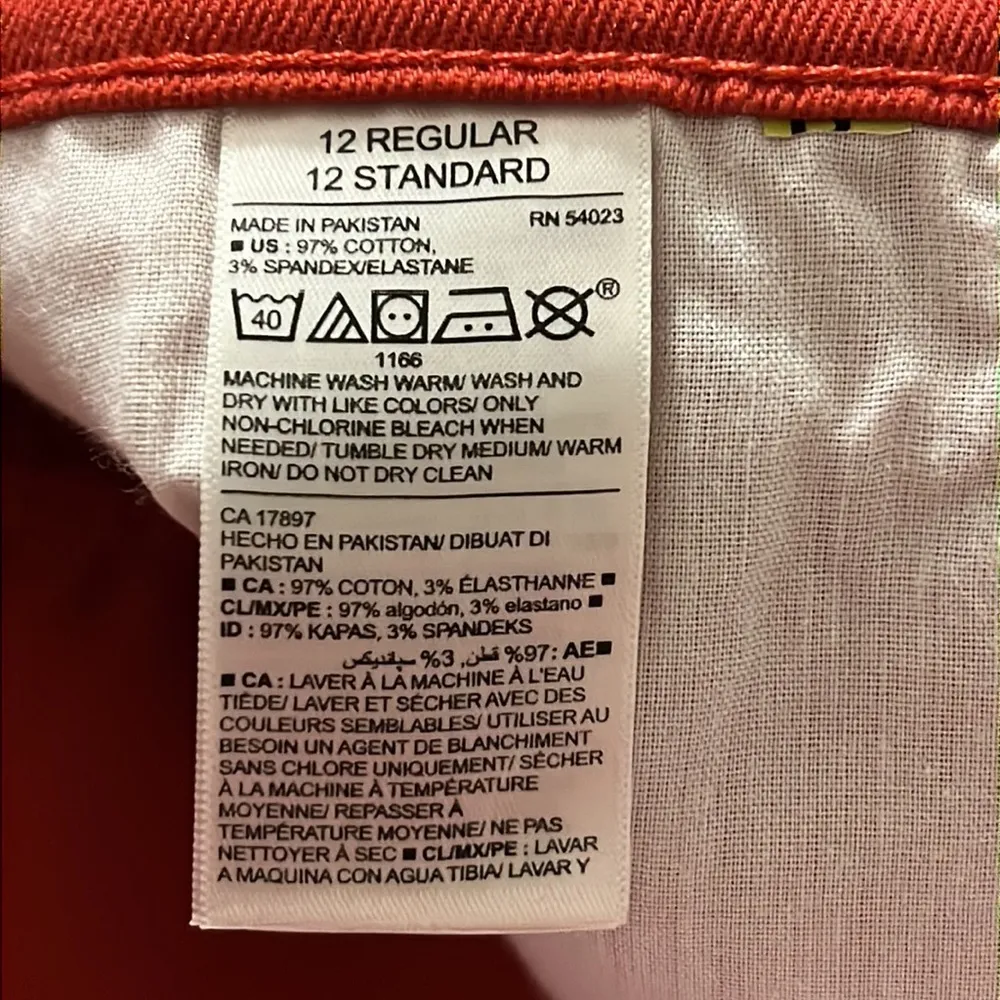 12 REGULAR
12 STANDARD
MADE IN PAKISTAN RN 54023
■ US : 97% COTTON,
3% SPANDEX/ELASTANE
40 ®
1166
MACHINE WASH WARM/ WASH AND
DRY WITH LIKE COLORS/ ONLY
NON-CHLORINE BLEACH WHEN
NEEDED/ TUMBLE DRY MEDIUM/ WARM
IRON/ DO NOT DRY CLEAN
CA 17897
HECHO EN PAKISTAN/ DIBUAT DI
PAKISTAN
■ CA : 97% COTON, 3% ÉLASTHANNE ■
CL/MX/PE : 97% algodón, 3% elastano ■
ID : 97% KAPAS, 3% SPANDEKS
■AE :97% قطن, 3% سباندیکس
■ CA : LAVER À LA MACHINE À L'EAU
TIÈDE/ LAVER ET SÉCHER AVEC DES
COULEURS SEMBLABLES/ UTILISER AU
BESOIN UN AGENT DE BLANCHIMENT
SANS CHLORE UNIQUEMENT/ SÉCHER
À LA MACHINE À TEMPÉRATURE
MOYENNE/ REPASSER À
TEMPÉRATURE MOYENNE/ NE PAS
NETTOYER À SEC ■ CL/MX/PE : LAVAR
A MAQUINA CON AGUA TIBIA/ LAVAR Y